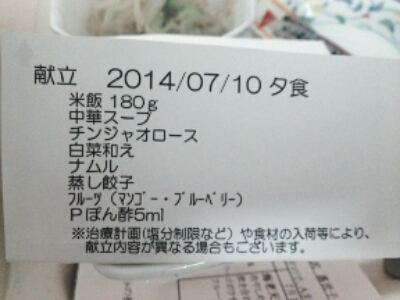 献立 2014/07/10 夕食
米飯 180g
中華スープ
チンジャオロース
白菜和え
ナムル
蒸し餃子
ﾌﾙｰﾂ (ﾏﾝｺﾞｰ・ﾌﾞﾙｰﾍﾞﾘｰ)
Pぽん酢5ml
※治療計画(塩分制限など)や食材の入荷等により、
献立内容が異なる場合もございます。